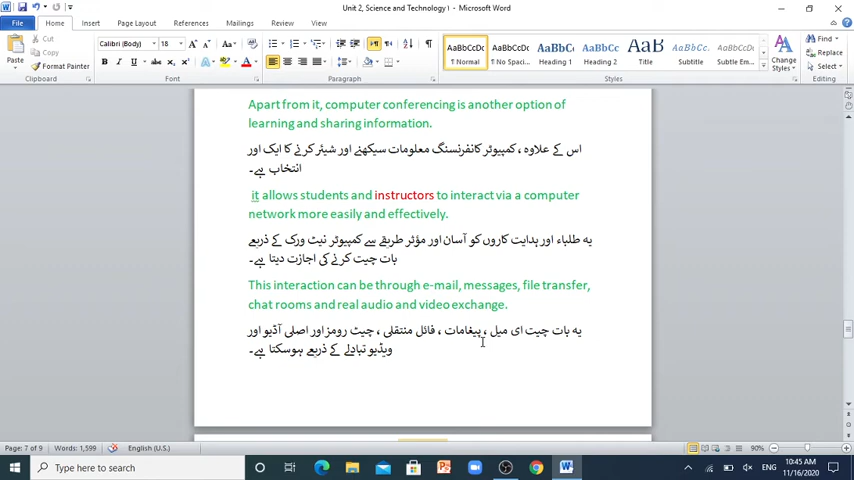 Unit 2, Science and Technology I - Microsoft Word
File Home Insert Page Layout References Mailings Review View
Paste Cut Copy Format Painter Clipboard
Calibri (Body) 18 Font
Paragraph
AaBbCcDc AaBbCcDc AaBbC AaBbCc AaB AaBbCc. AaBbCcDc
¶ Normal ¶ No Spaci... Heading 1 Heading 2 Title Subtitle Subtle Em...
Styles
Change Styles
Find Replace Select Editing
Apart from it, computer conferencing is another option of
learning and sharing information.
اس کے علاوہ ، کمپیوٹر کانفرنسنگ معلومات سیکھنے اور شیئر کرنے کا ایک اور
انتخاب ہے۔
it allows students and instructors to interact via a computer
network more easily and effectively.
یہ طلباء اور ہدایت کاروں کو آسان اور مؤثر طریقے سے کمپیوٹر نیٹ ورک کے ذریعے
بات چیت کرنے کی اجازت دیتا ہے۔
This interaction can be through e-mail, messages, file transfer,
chat rooms and real audio and video exchange.
یہ بات چیت ای میل ، پیغامات ، فائل منتقلی ، چیٹ رومز اور اصلی آڈیو اور
ویڈیو تبادلے کے ذریعے ہوسکتا ہے۔
Page: 7 of 9 Words: 1,599 English (U.S.) 90%
Type here to search
ENG 10:45 AM
11/16/2020